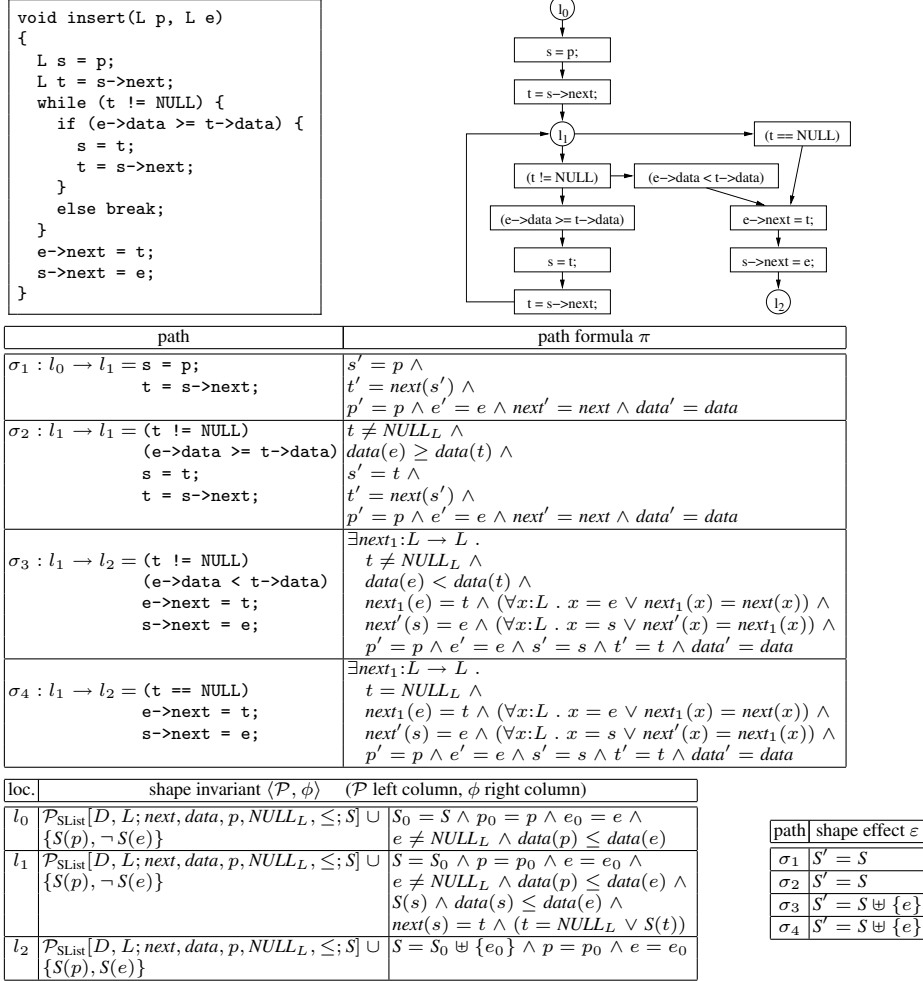 void insert(L p, L e)
{
L s = p;
L t = s->next;
while (t != NULL) {
if (e->data >= t->data) {
s = t;
t = s->next;
}
else break;
}
e->next = t;
s->next = e;
}
l₀
s = p;
t = s−>next;
l₁
(t == NULL)
(t != NULL)
(e−>data < t−>data)
(e−>data >= t−>data)
e−>next = t;
s = t;
s−>next = e;
t = s−>next;
l₂
path path formula π
σ₁ : l₀ → l₁ = s = p; s′ = p ∧
t = s->next; t′ = next(s′) ∧
p′ = p ∧ e′ = e ∧ next′ = next ∧ data′ = data
σ₂ : l₁ → l₁ = (t != NULL) t ≠ NULL_L ∧
(e->data >= t->data) data(e) ≥ data(t) ∧
s = t; s′ = t ∧
t = s->next; t′ = next(s′) ∧
p′ = p ∧ e′ = e ∧ next′ = next ∧ data′ = data
∃next₁:L → L .
σ₃ : l₁ → l₂ = (t != NULL) t ≠ NULL_L ∧
(e->data < t->data) data(e) < data(t) ∧
e->next = t; next₁(e) = t ∧ (∀x:L . x = e ∨ next₁(x) = next(x)) ∧
s->next = e; next′(s) = e ∧ (∀x:L . x = s ∨ next′(x) = next₁(x)) ∧
p′ = p ∧ e′ = e ∧ s′ = s ∧ t′ = t ∧ data′ = data
∃next₁:L → L .
σ₄ : l₁ → l₂ = (t == NULL) t = NULL_L ∧
e->next = t; next₁(e) = t ∧ (∀x:L . x = e ∨ next₁(x) = next(x)) ∧
s->next = e; next′(s) = e ∧ (∀x:L . x = s ∨ next′(x) = next₁(x)) ∧
p′ = p ∧ e′ = e ∧ s′ = s ∧ t′ = t ∧ data′ = data
loc. shape invariant ⟨𝒫, ϕ⟩ (𝒫 left column, ϕ right column)
l₀ 𝒫_SList[D, L; next, data, p, NULL_L, ≤; S] ∪ S₀ = S ∧ p₀ = p ∧ e₀ = e ∧
{S(p), ¬ S(e)} e ≠ NULL_L ∧ data(p) ≤ data(e)
l₁ 𝒫_SList[D, L; next, data, p, NULL_L, ≤; S] ∪ S = S₀ ∧ p = p₀ ∧ e = e₀ ∧
{S(p), ¬ S(e)} e ≠ NULL_L ∧ data(p) ≤ data(e) ∧
S(s) ∧ data(s) ≤ data(e) ∧
next(s) = t ∧ (t = NULL_L ∨ S(t))
l₂ 𝒫_SList[D, L; next, data, p, NULL_L, ≤; S] ∪ S = S₀ ⊎ {e₀} ∧ p = p₀ ∧ e = e₀
{S(p), S(e)}
path shape effect ε
σ₁ S′ = S
σ₂ S′ = S
σ₃ S′ = S ⊎ {e}
σ₄ S′ = S ⊎ {e}